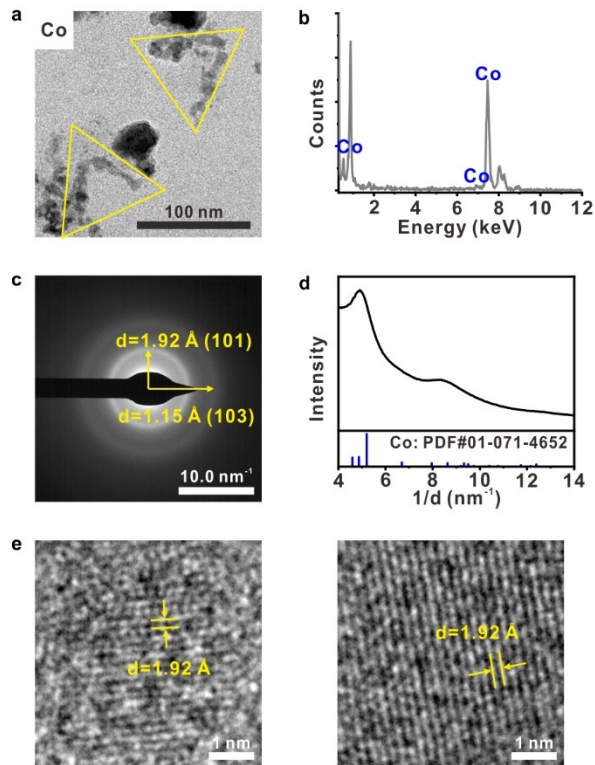 a
Co
100 nm
b
Counts
Co
Co
Co
2 4 6 8 10 12
Energy (keV)
c
d=1.92 Å (101)
d=1.15 Å (103)
10.0 nm⁻¹
d
Intensity
Co: PDF#01-071-4652
4 6 8 10 12 14
1/d (nm⁻¹)
e
d=1.92 Å
1 nm
d=1.92 Å
1 nm